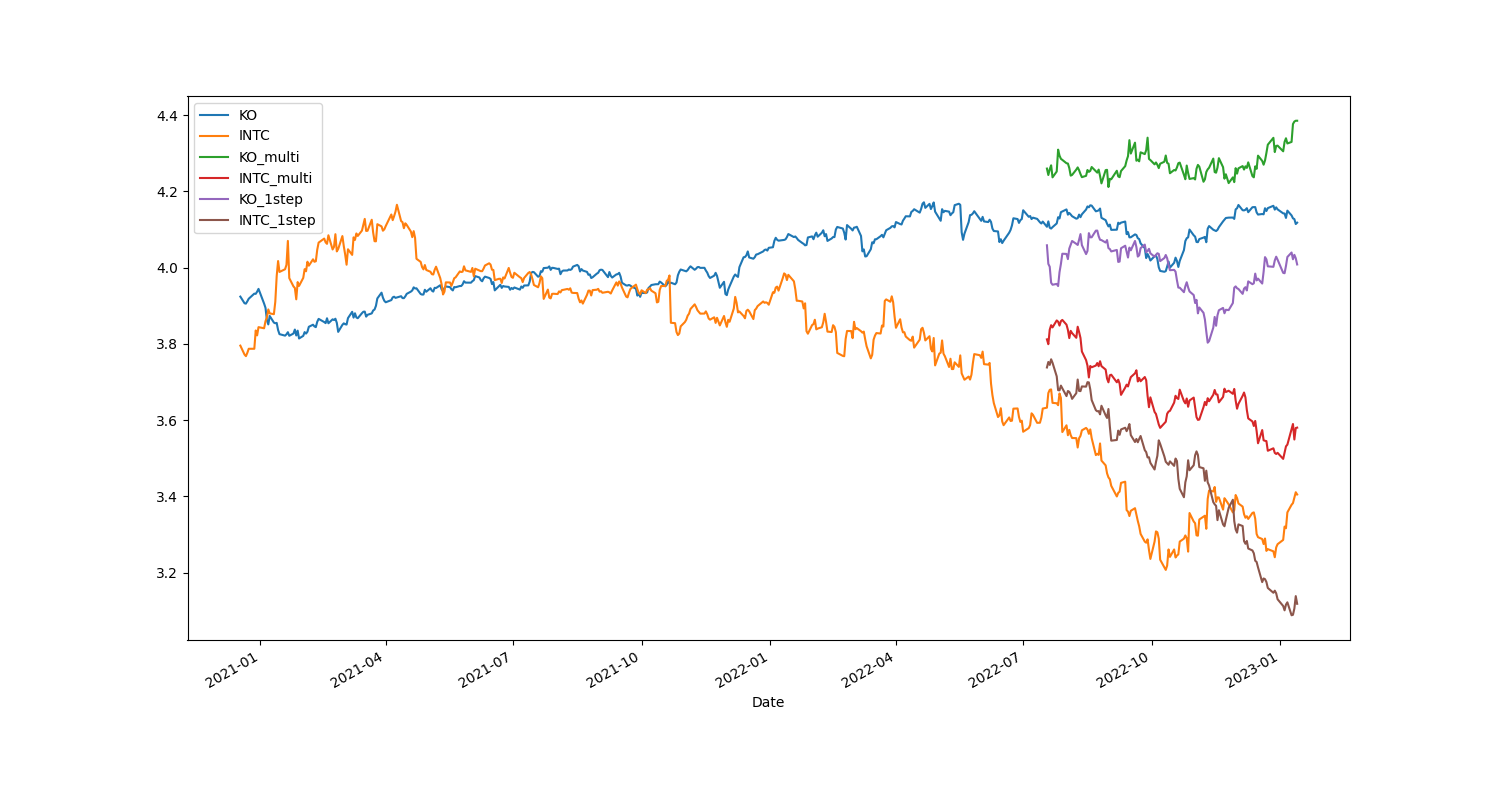 4.4
4.2
4.0
3.8
3.6
3.4
3.2
KO
INTC
KO_multi
INTC_multi
KO_1step
INTC_1step
2021-01
2021-04
2021-07
2021-10
2022-01
2022-04
2022-07
2022-10
2023-01
Date